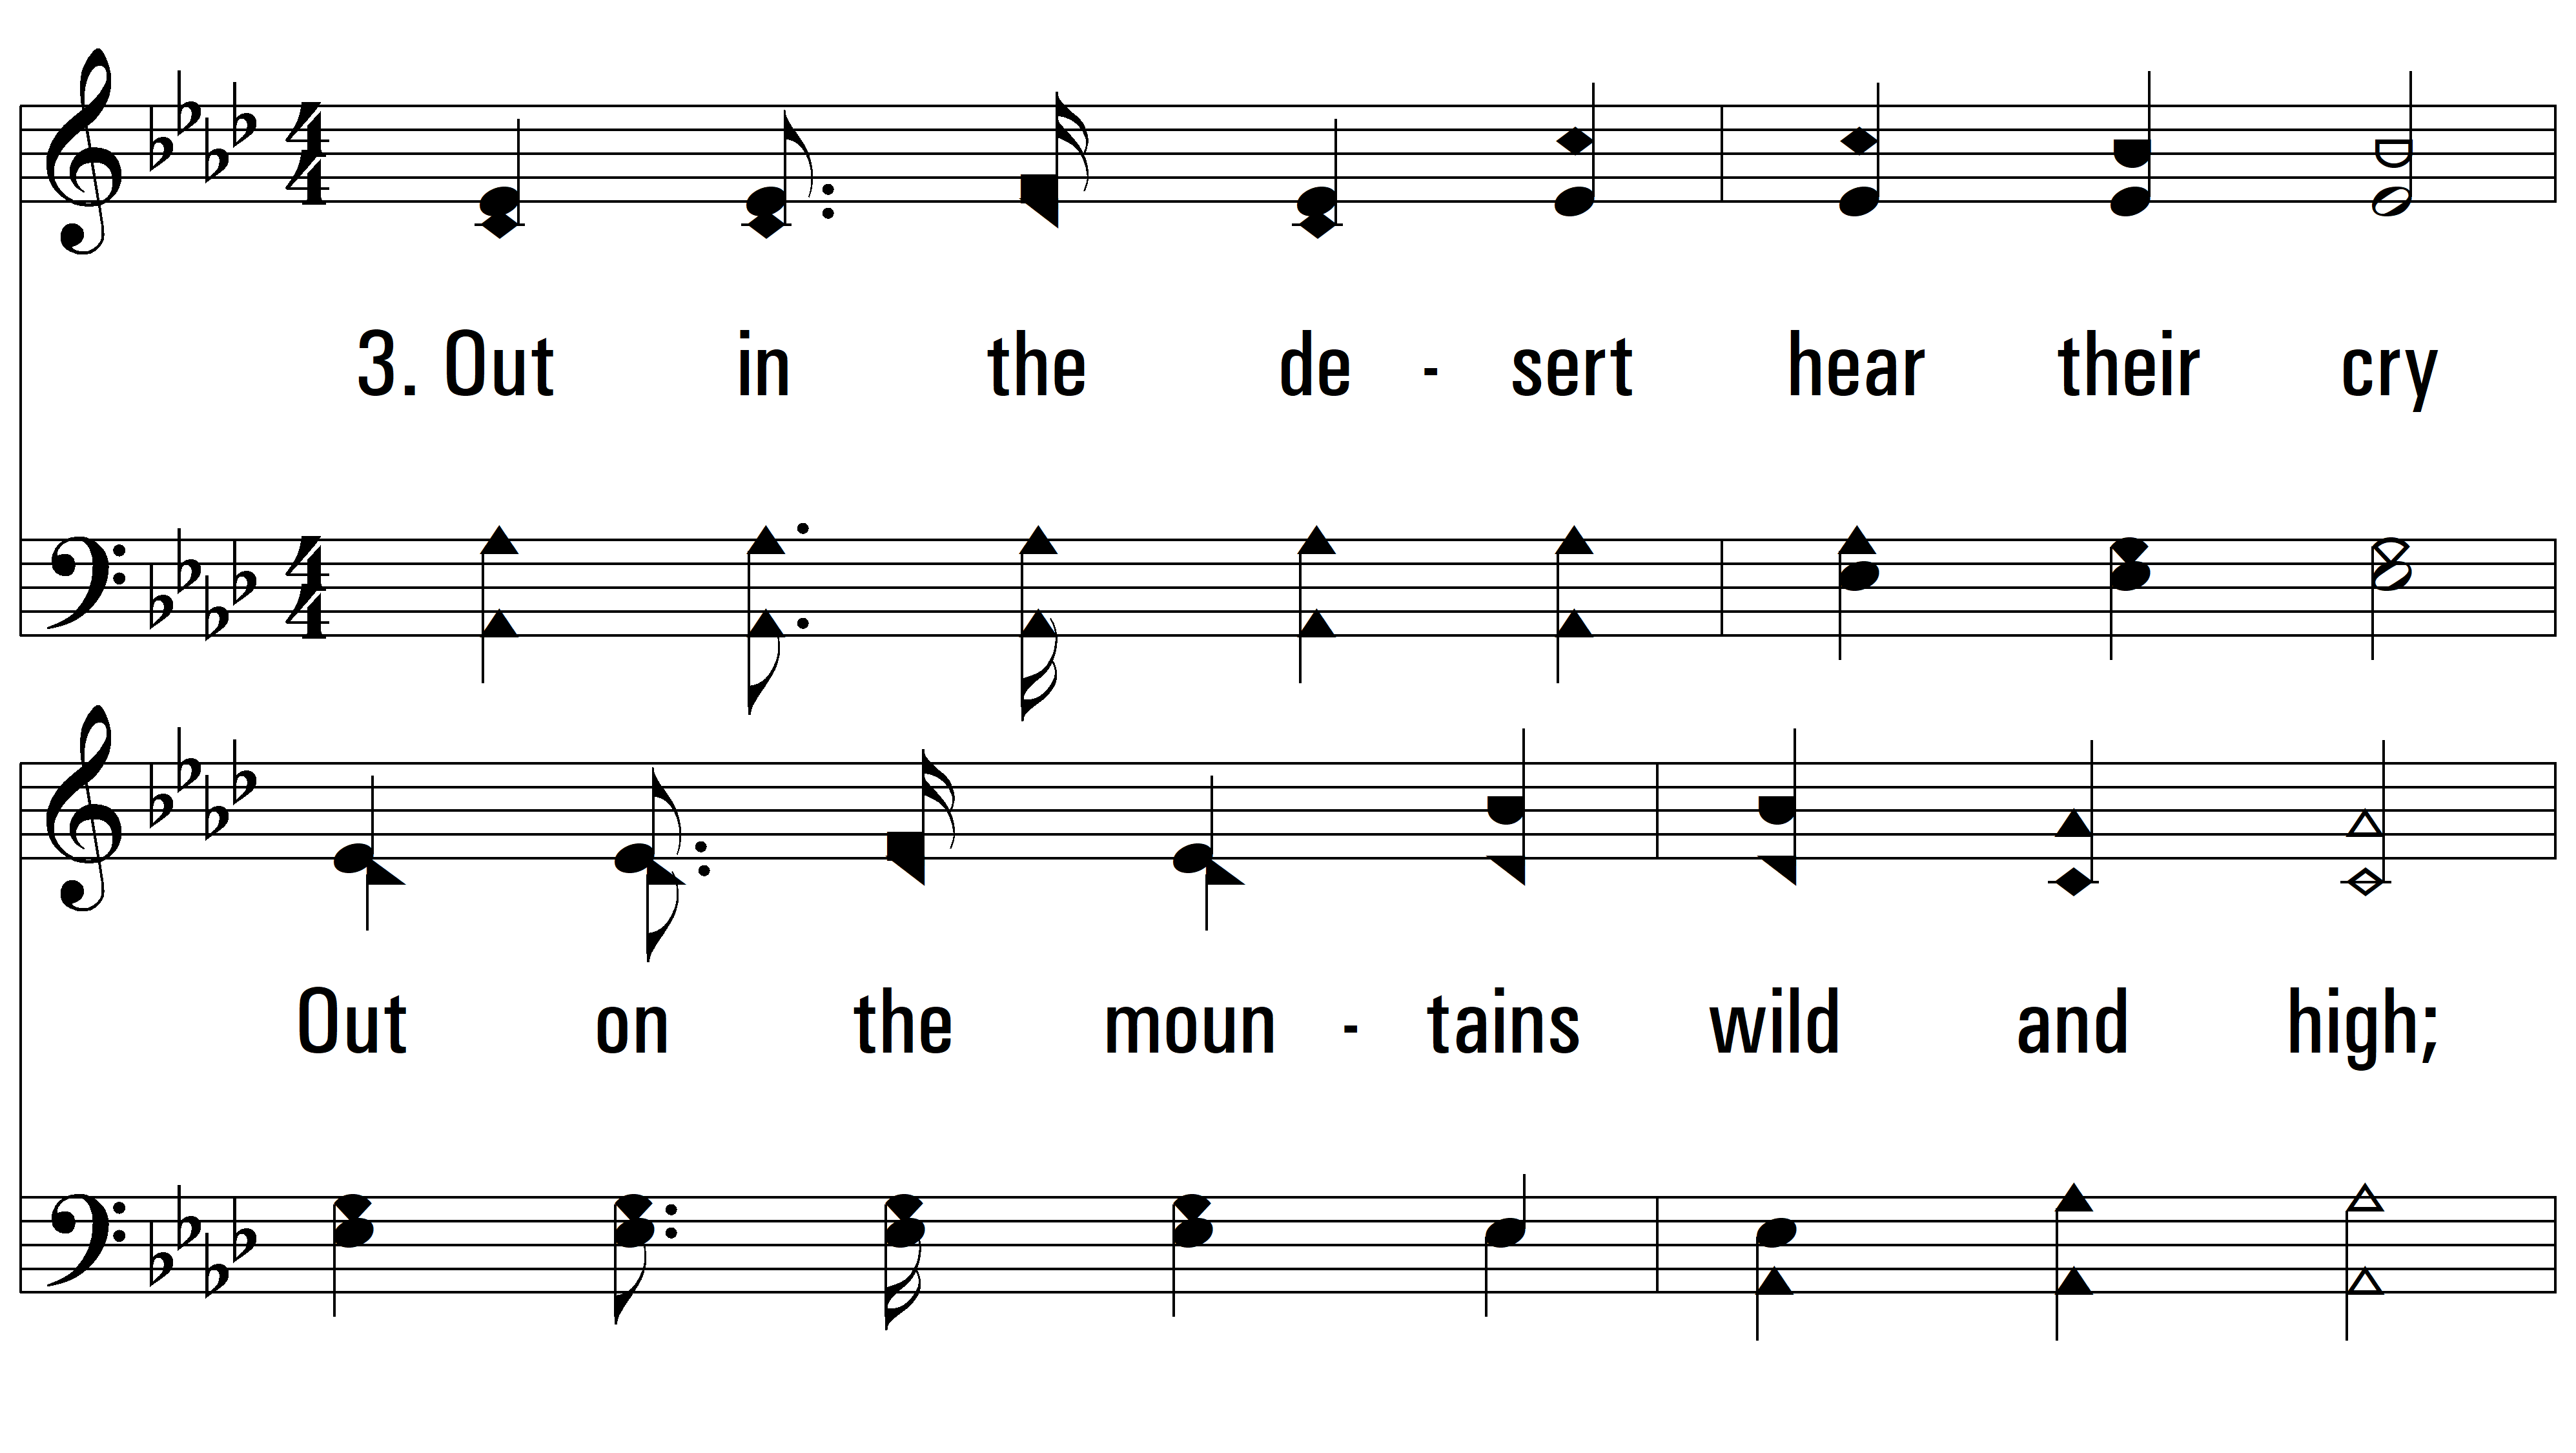 3. Out in the de - sert hear their cry
Out on the moun - tains wild and high;